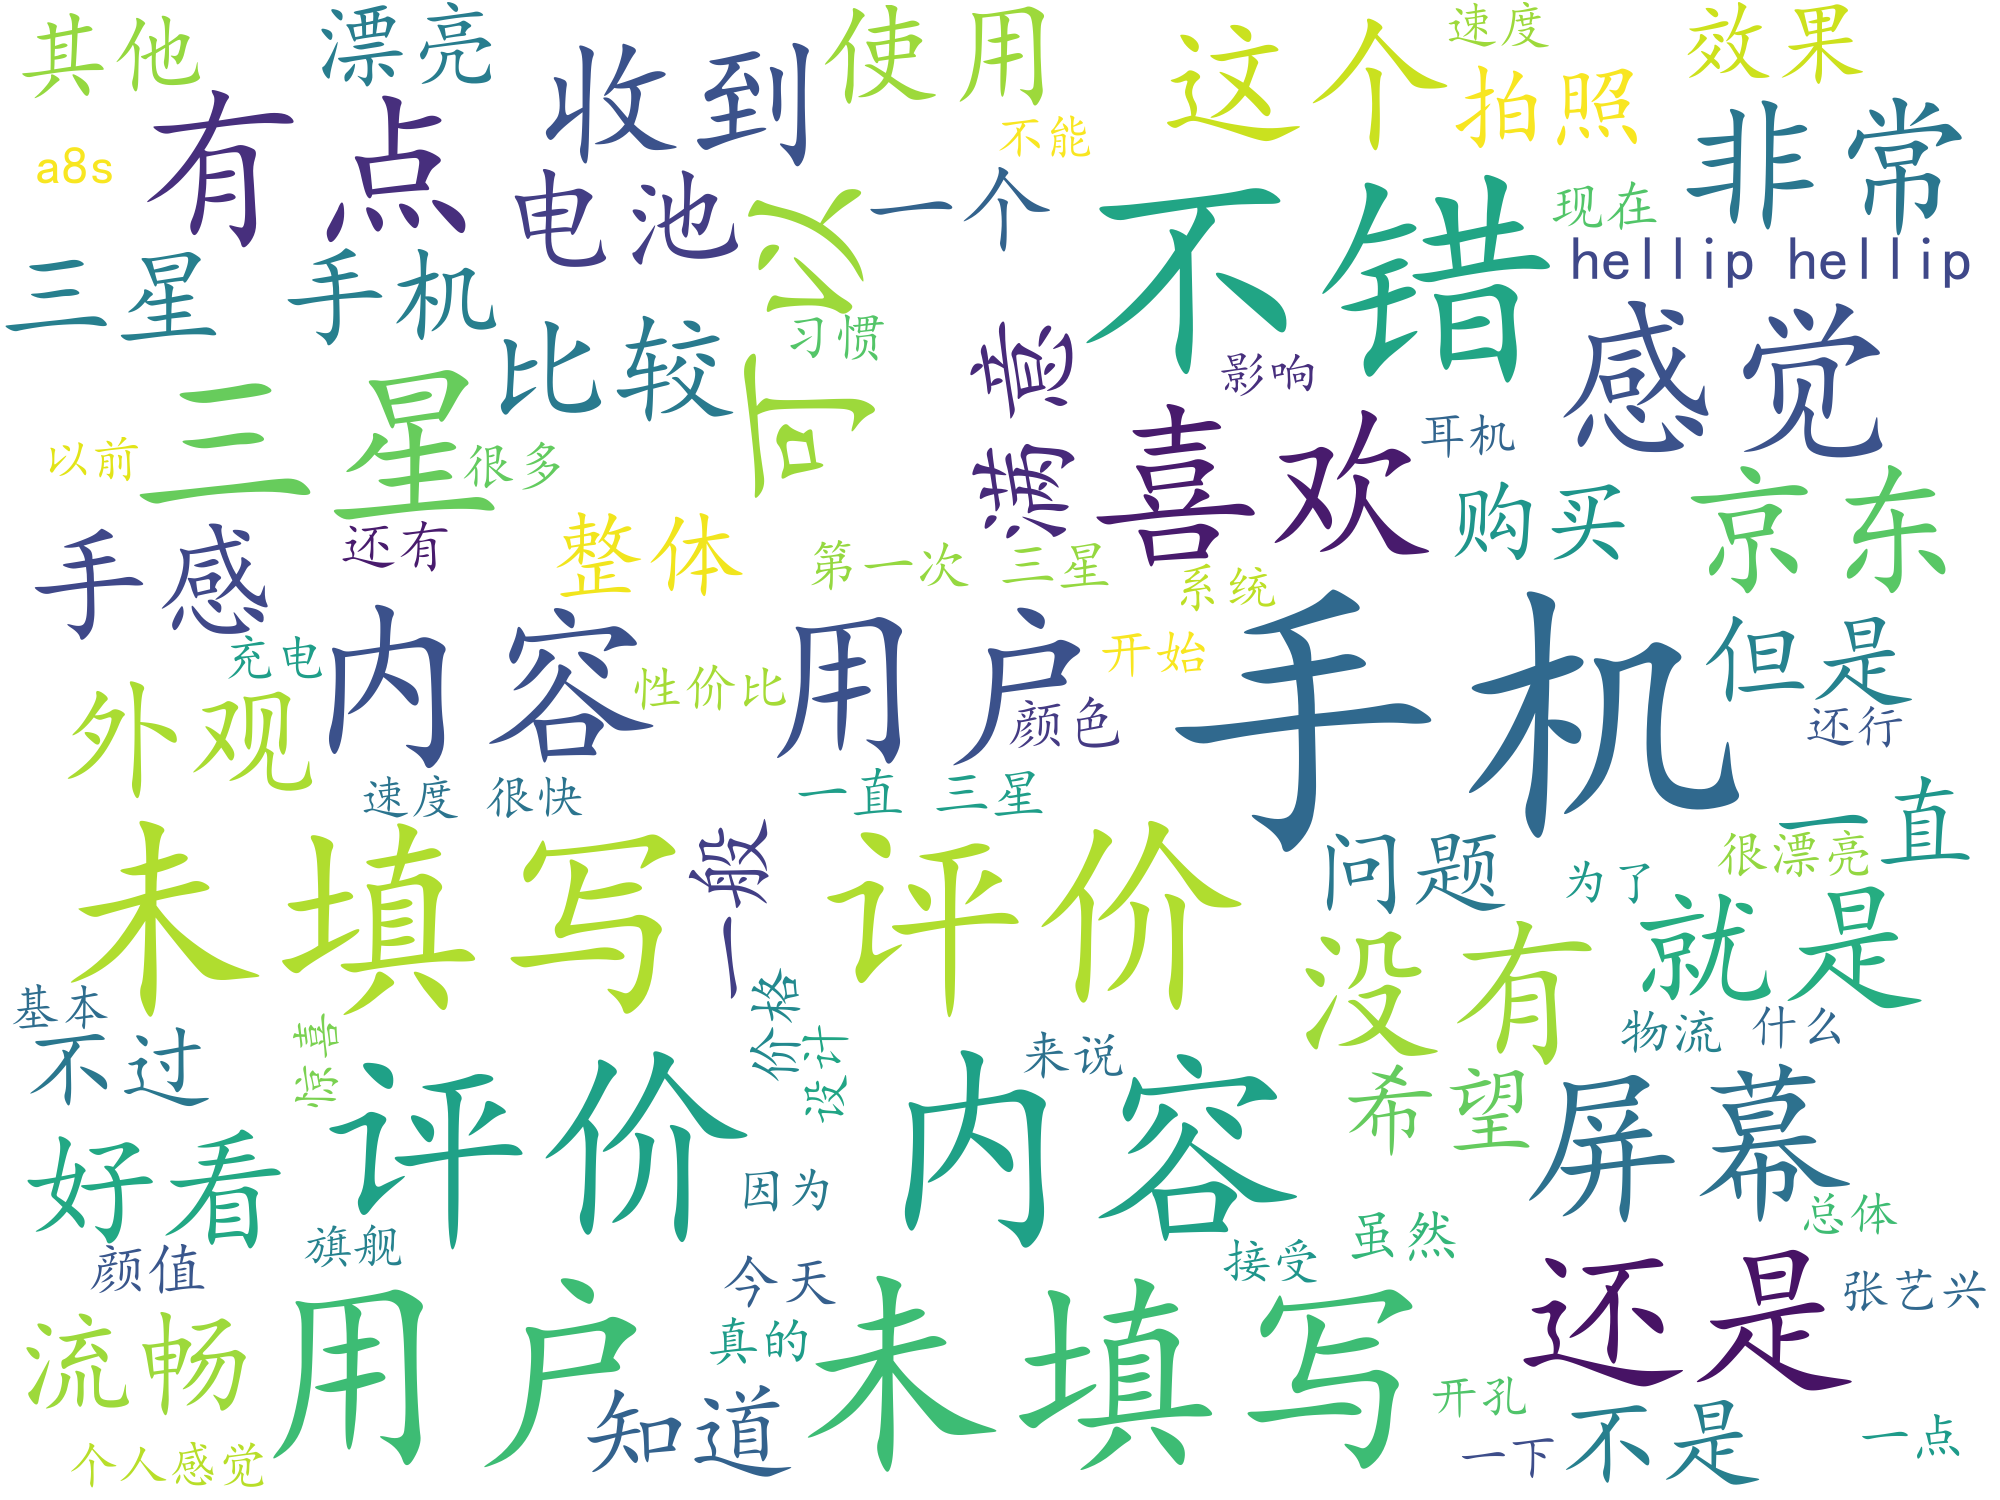 其他
漂亮
收到
使用
这个
速度
效果
拍照
有点
a8s
不能
非常
电池
可以
一个
不错
现在
hellip hellip
三星
手机
比较
习惯
满意
影响
感觉
三星
以前
很多
喜欢
耳机
购买
京东
手感
还有
整体
第一次 三星
系统
充电
内容
用户
性价比
颜色
开始
手机
但是
还行
外观
速度 很快
一直 三星
一直
未填写 评价
一般
问题
为了
很漂亮
没有
就是
基本
不过
惊喜
价格
设计
来说
物流
什么
评价 内容
希望
屏幕
好看
因为
颜值
旗舰
今天
接受
虽然
总体
还是
张艺兴
流畅
用户 未填写
真的
知道
开孔
个人感觉
一下
不是
一点